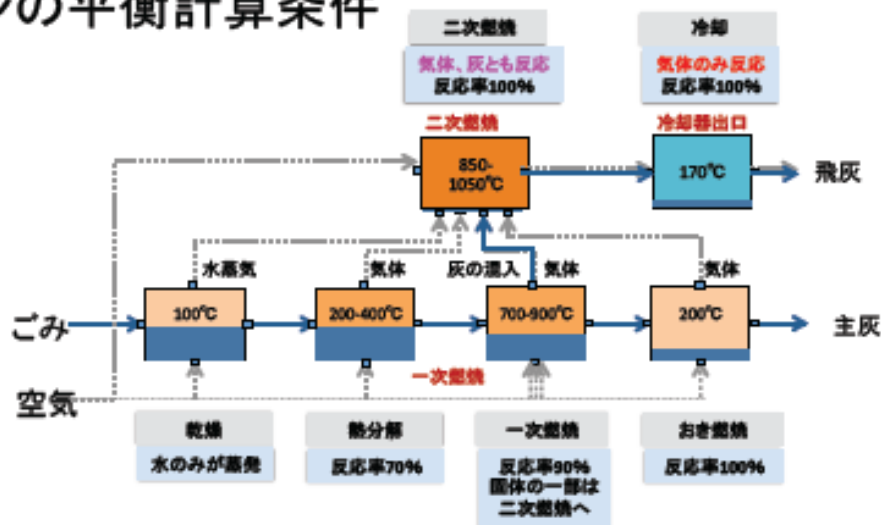 の平衡計算条件
二次燃焼
冷却
気体、灰とも反応
反応率100%
気体のみ反応
反応率100%
二次燃焼
冷却器出口
850-
1050℃
170℃
飛灰
水蒸気
気体
灰の混入
気体
気体
ごみ
100℃
200-400℃
700-900℃
200℃
主灰
一次燃焼
空気
乾燥
熱分解
一次燃焼
おき燃焼
水のみが蒸発
反応率70%
反応率90%
固体の一部は
二次燃焼へ
反応率100%